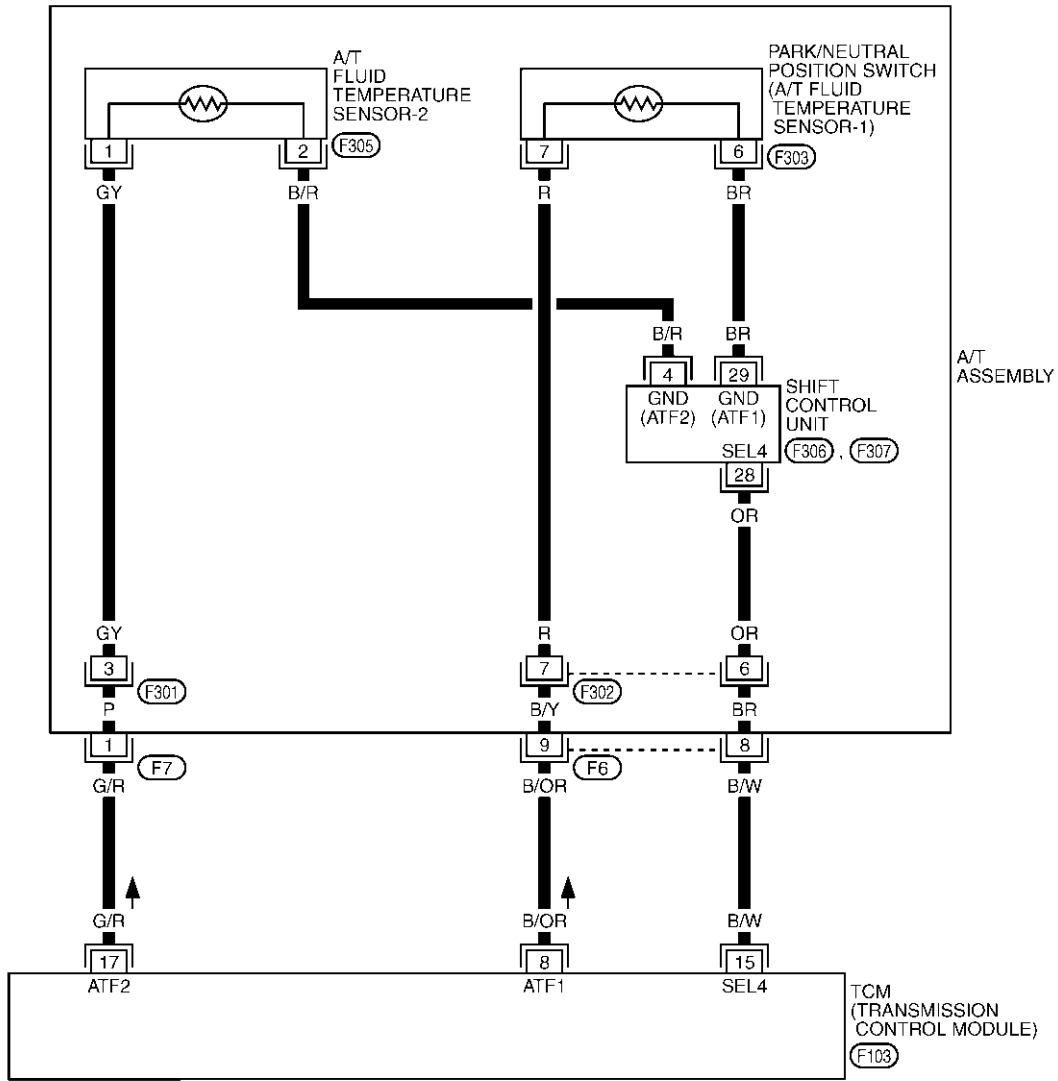 A/T
FLUID
TEMPERATURE
SENSOR-2
PARK/NEUTRAL
POSITION SWITCH
(A/T FLUID
TEMPERATURE
SENSOR-1)
1
2
F305
7
6
F303
GY
B/R
R
BR
B/R
BR
A/T
ASSEMBLY
4
29
GND
(ATF2)
GND
(ATF1)
SEL4
SHIFT
CONTROL
UNIT
F306 , F307
28
OR
GY
R
OR
3
F301
7
F302
6
P
B/Y
BR
1
F7
9
F6
8
G/R
B/OR
B/W
G/R
B/OR
B/W
17
8
15
ATF2
ATF1
SEL4
TCM
(TRANSMISSION
CONTROL MODULE)
F103